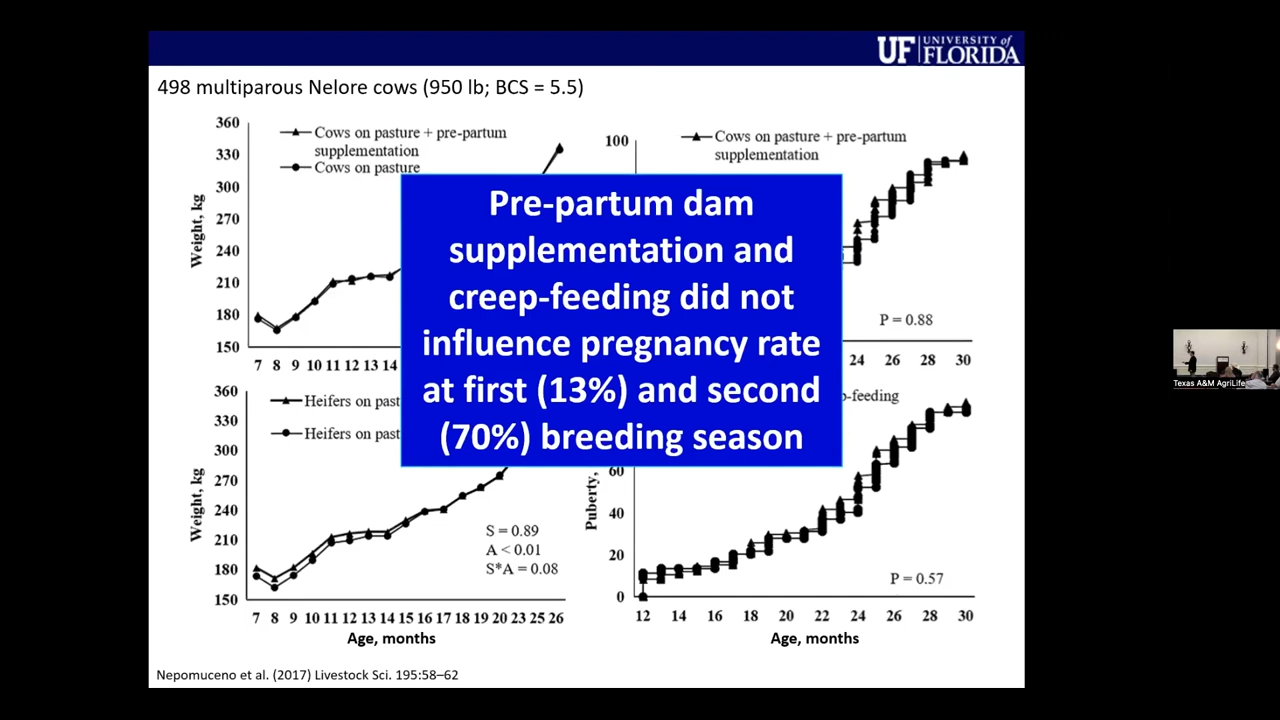 UF UNIVERSITY of
FLORIDA
498 multiparous Nelore cows (950 lb; BCS = 5.5)
360
330
300
270
240
210
180
150
Weight, kg
Cows on pasture + pre-partum
supplementation
Cows on pasture
7 8 9 10 11 12 13 14
100
Cows on pasture + pre-partum
supplementation
P = 0.88
24 26 28 30
Pre-partum dam
supplementation and
creep-feeding did not
influence pregnancy rate
at first (13%) and second
(70%) breeding season
360
330
300
270
240
210
180
150
Weight, kg
Heifers on past
Heifers on past
S = 0.89
A < 0.01
S*A = 0.08
7 8 9 10 11 12 13 14 15 16 17 18 19 20 23 25 26
Age, months
p-feeding
60
40
20
0
Puberty,
P = 0.57
12 14 16 18 20 22 24 26 28 30
Age, months
Nepomuceno et al. (2017) Livestock Sci. 195:58–62
Texas A&M AgriLife